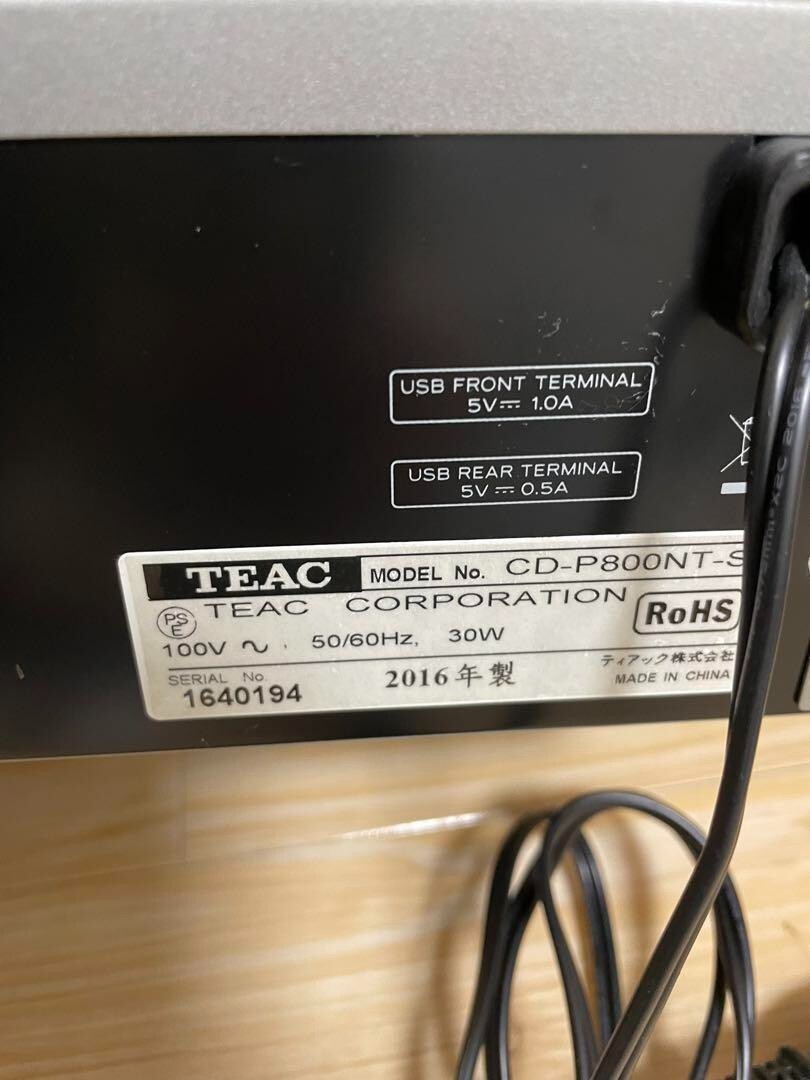 USB FRONT TERMINAL
5V⎓ 1.0A
USB REAR TERMINAL
5V⎓ 0.5A
TEAC MODEL No. CD-P800NT-S
PSE TEAC CORPORATION RoHS
100V ~, 50/60Hz, 30W
SERIAL No. 2016年製 ティアック株式会社
1640194 MADE IN CHINA
X2C 2016